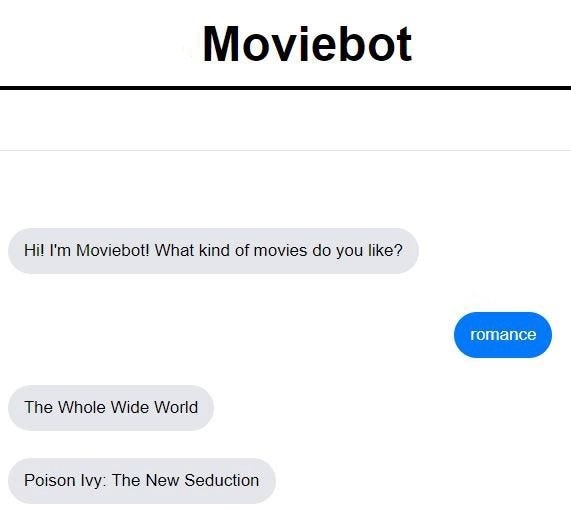 Moviebot
Hi! I'm Moviebot! What kind of movies do you like?
romance
The Whole Wide World
Poison Ivy: The New Seduction